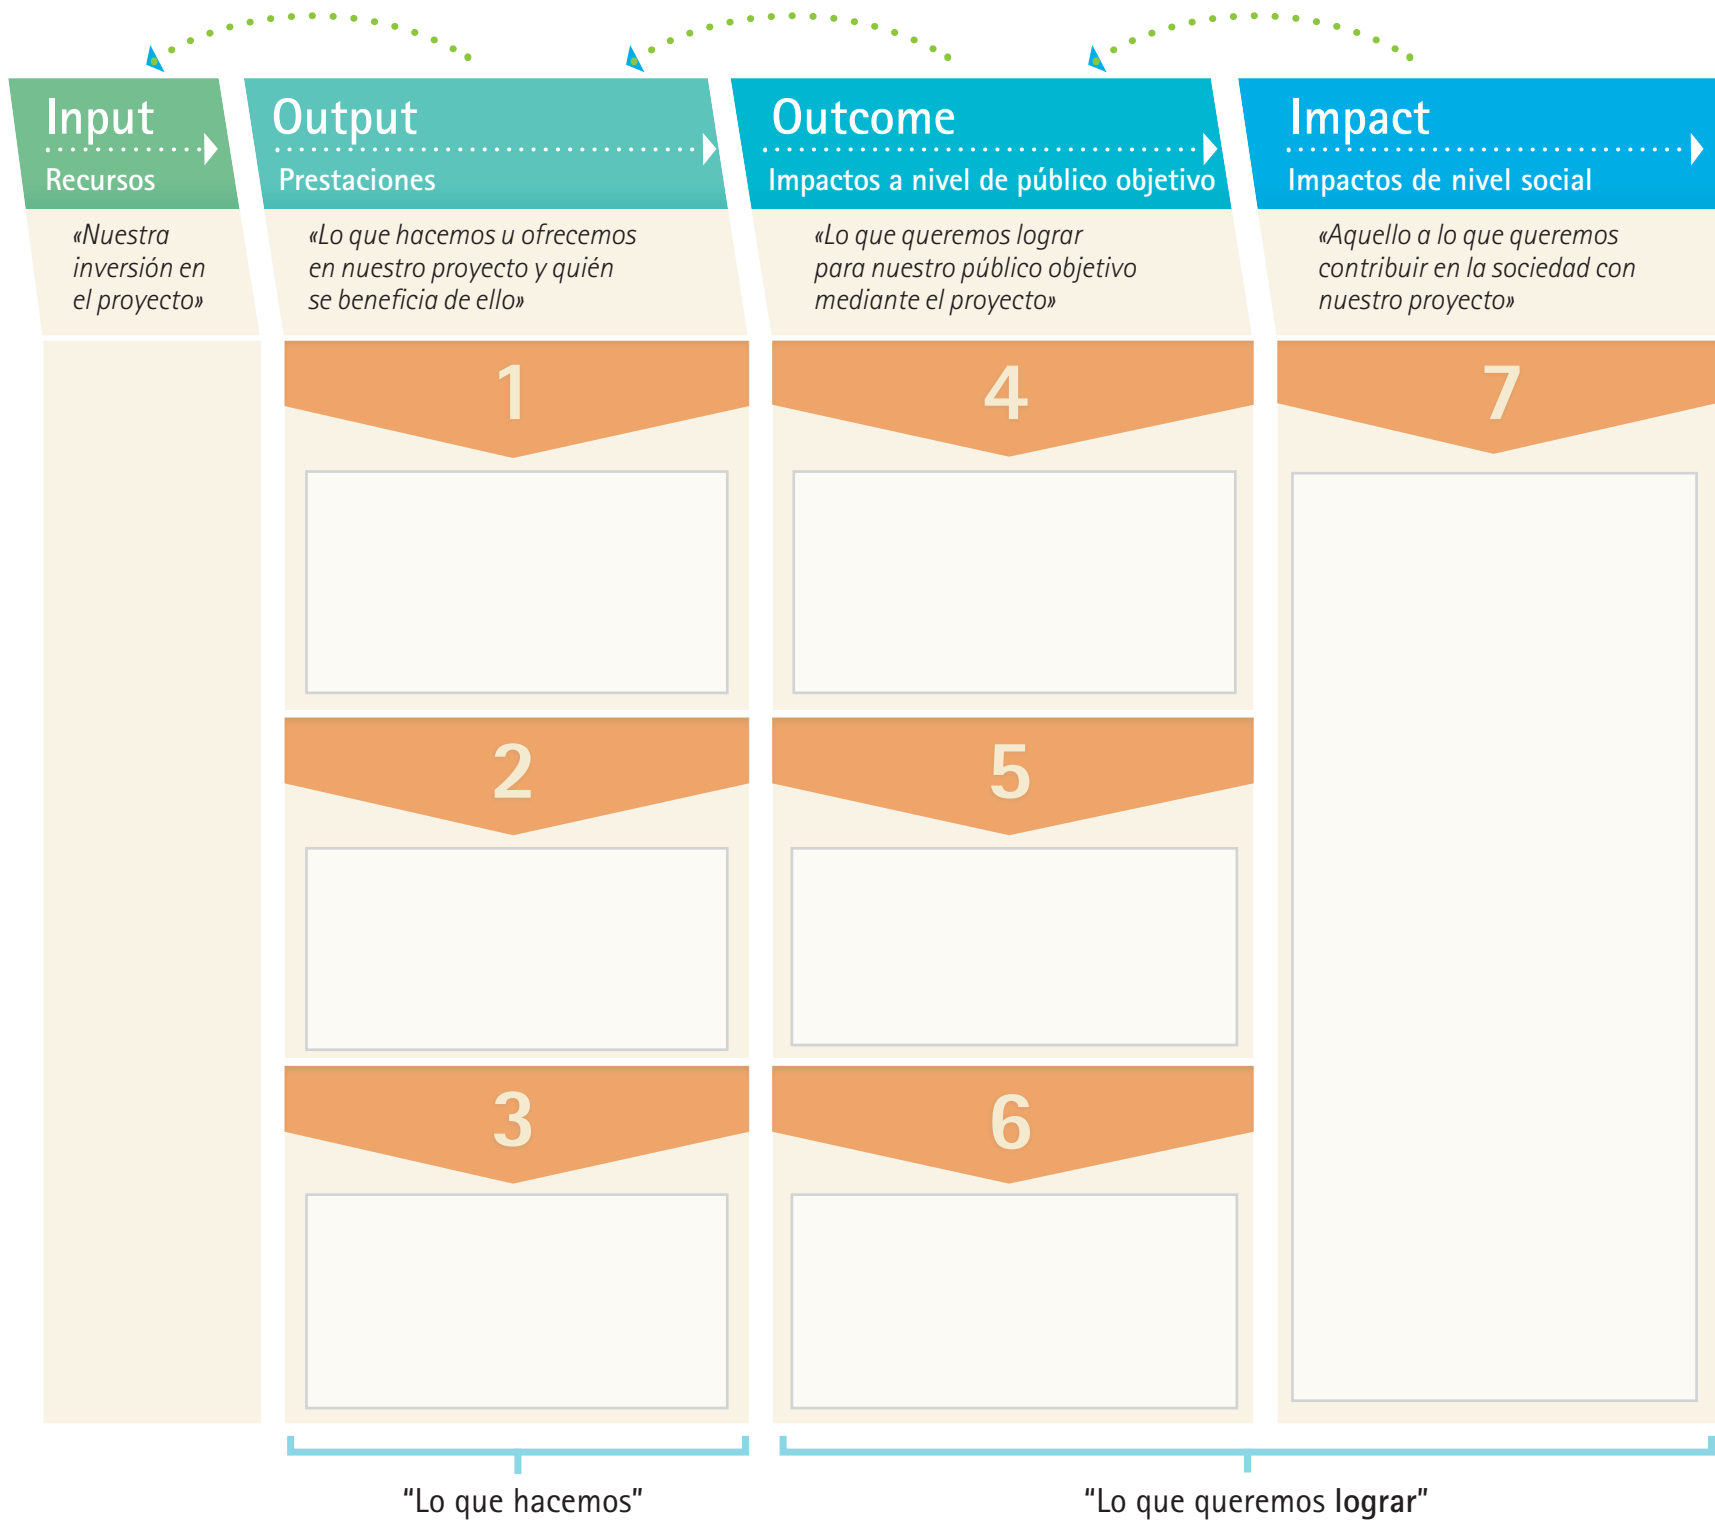 Input
Recursos
«Nuestra
inversión en
el proyecto»
Output
Prestaciones
«Lo que hacemos u ofrecemos
en nuestro proyecto y quién
se beneficia de ello»
1
2
3
Outcome
Impactos a nivel de público objetivo
«Lo que queremos lograr
para nuestro público objetivo
mediante el proyecto»
4
5
6
Impact
Impactos de nivel social
«Aquello a lo que queremos
contribuir en la sociedad con
nuestro proyecto»
7
"Lo que hacemos"
"Lo que queremos lograr"